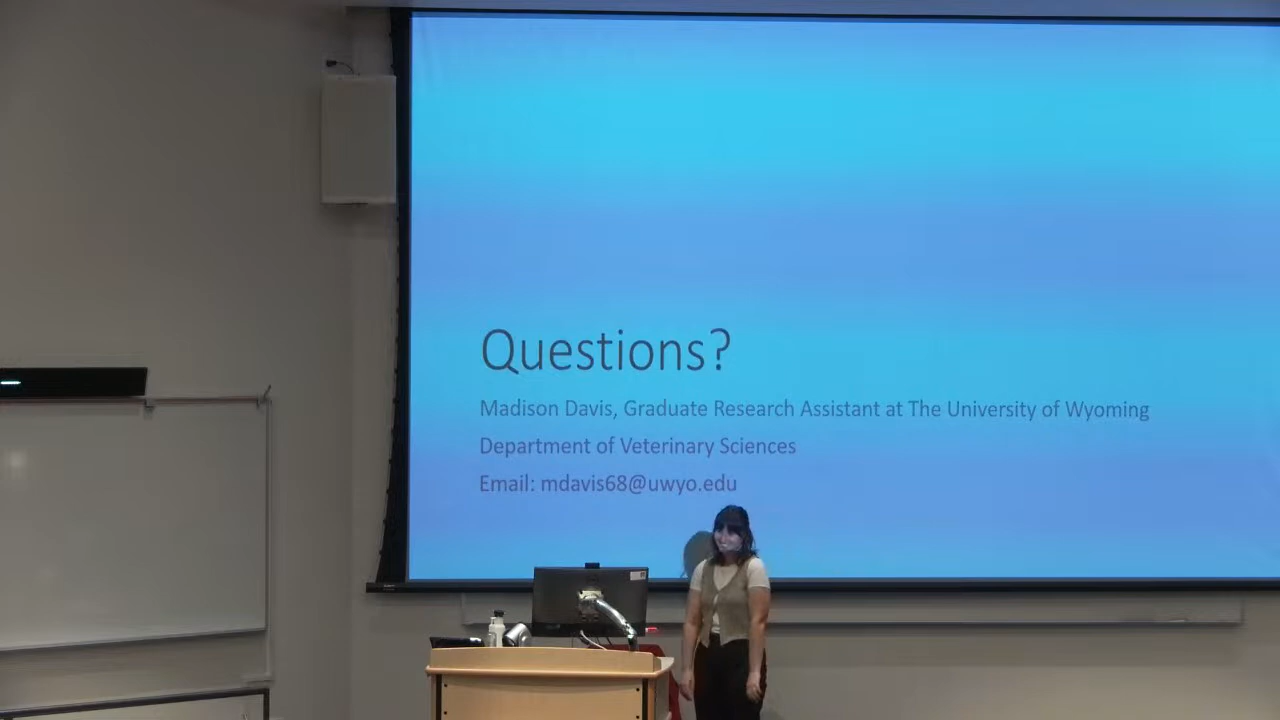 Questions?
Madison Davis, Graduate Research Assistant at The University of Wyoming
Department of Veterinary Sciences
Email: mdavis68@uwyo.edu